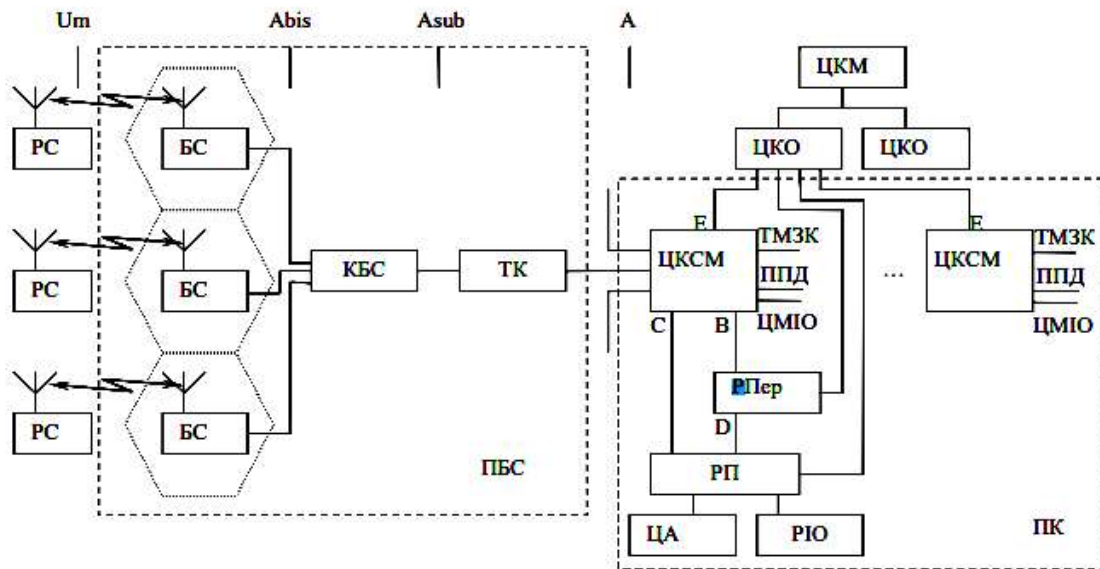 Um Abis Asub A
ЦКМ
РС БС ЦКО ЦКО
E E
РС БС КБС ТК ЦКСМ ТМЗК ... ЦКСМ ТМЗК
ППД ППД
ЦМІО ЦМІО
C B
РПер
D
РС БС ПБС РП
ЦА РІО ПК